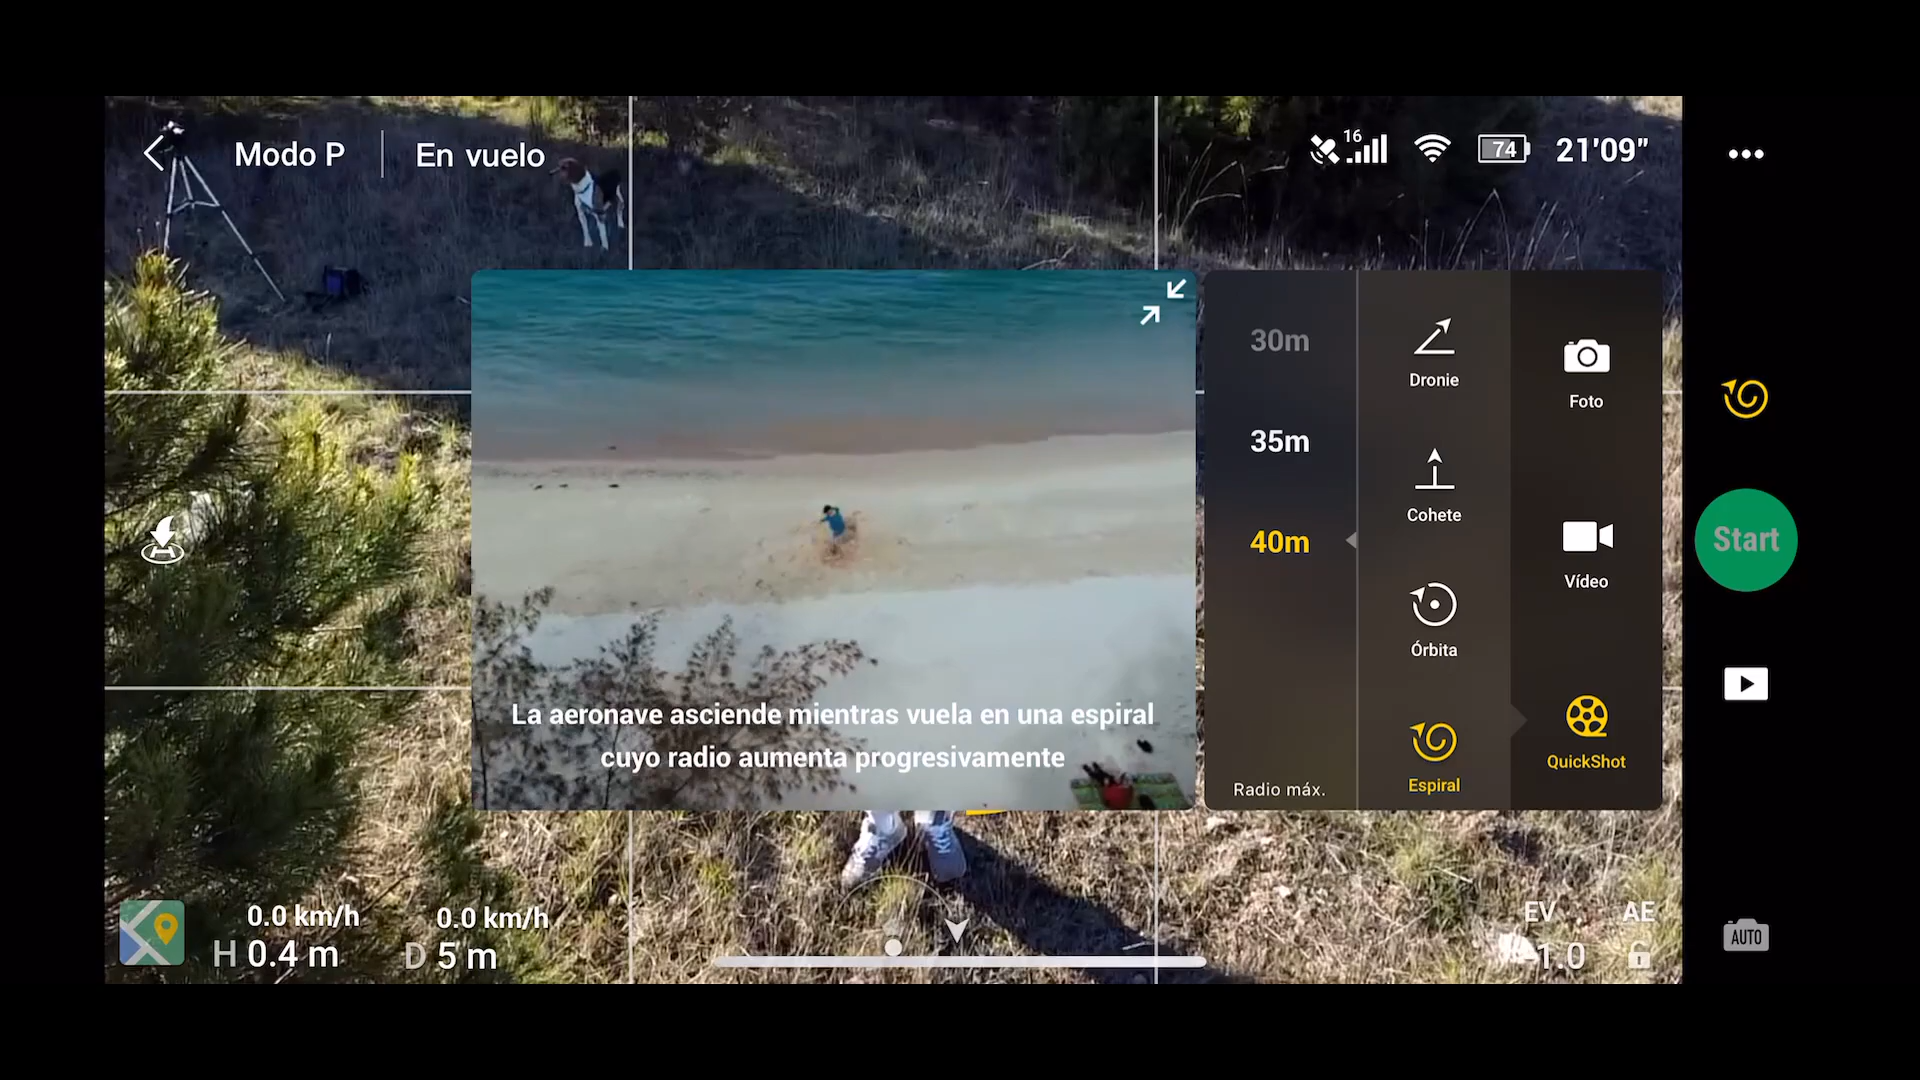 Modo P
En vuelo
16
74
21'09"
30m
35m
40m
Radio máx.
Dronie
Cohete
Órbita
Espiral
Foto
Vídeo
QuickShot
Start
La aeronave asciende mientras vuela en una espiral
cuyo radio aumenta progresivamente
0.0 km/h
0.0 km/h
H 0.4 m
D 5 m
EV
AE
-1.0
AUTO